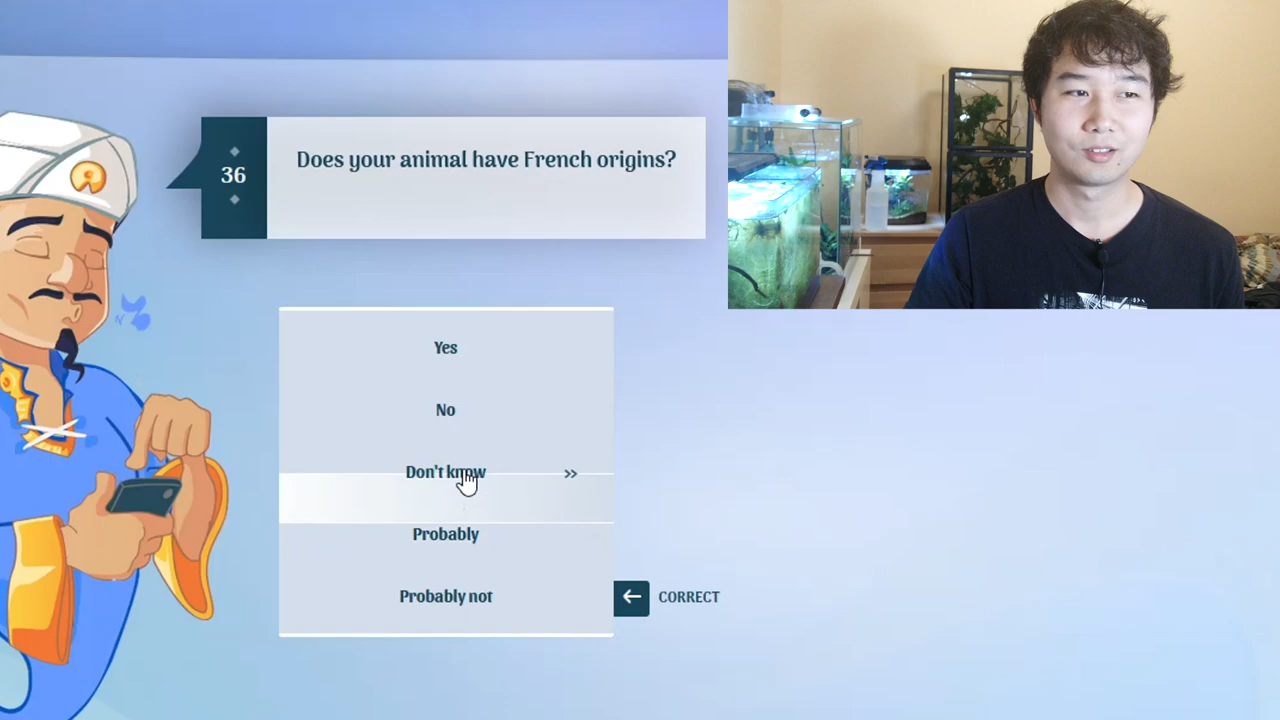 36
Does your animal have French origins?
Yes
No
Don't know
Probably
Probably not
CORRECT